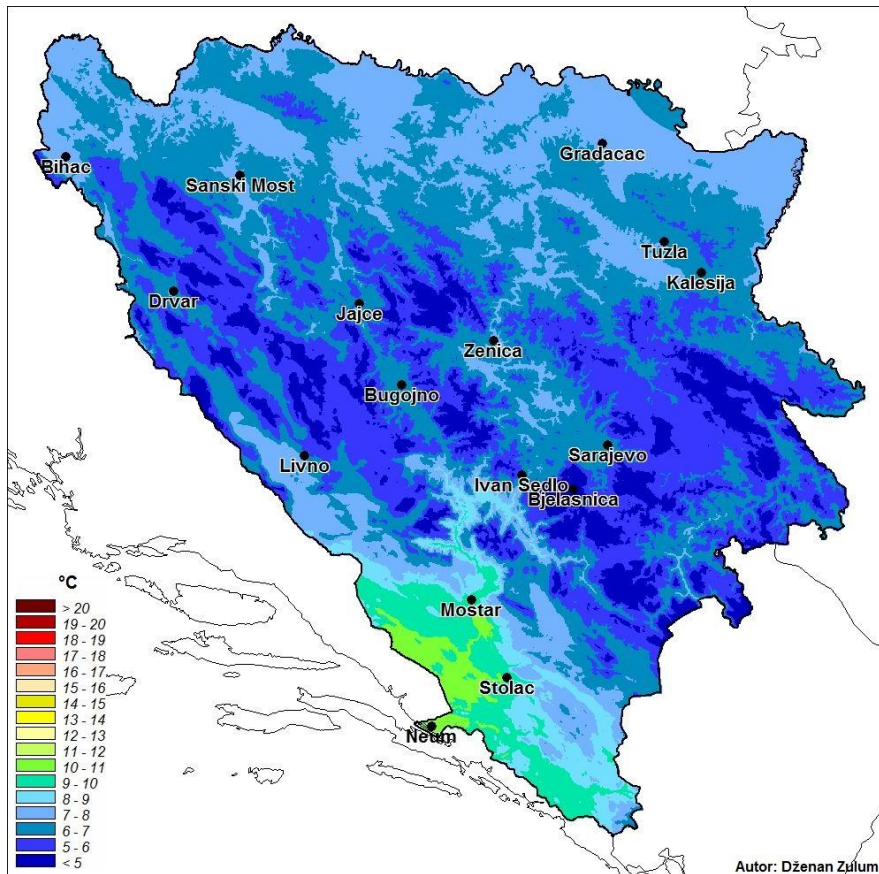 Gradacac
Bihac
Sanski Most
Tuzla
Kalesija
Drvar
Jajce
Zenica
Bugojno
Sarajevo
Livno
Ivan Sedlo
Bjelasnica
°C
> 20
19 - 20
18 - 19
17 - 18
16 - 17
15 - 16
14 - 15
13 - 14
12 - 13
11 - 12
10 - 11
9 - 10
8 - 9
7 - 8
6 - 7
5 - 6
< 5
Mostar
Stolac
Neum
Autor: Dženan Zulum